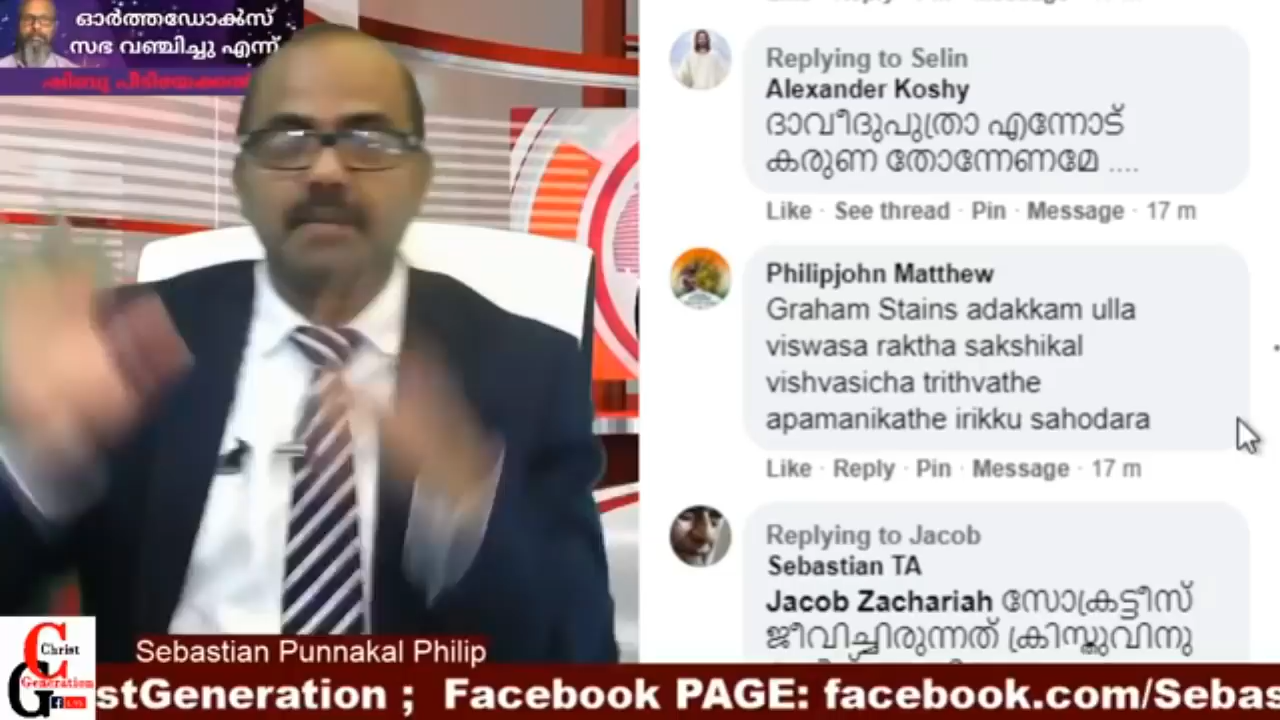 ഓർത്തഡോക്സ്
സഭ വഞ്ചിച്ചു എന്ന്
ഷിബു പീടിയേക്കൽ
Replying to Selin
Alexander Koshy
ദാവീദുപുത്രാ എന്നോട്
കരുണ തോന്നേണമേ ....
Like · See thread · Pin · Message · 17 m
Philipjohn Matthew
Graham Stains adakkam ulla
viswasa raktha sakshikal
vishvasicha trithvathe
apamanikathe irikku sahodara
Like · Reply · Pin · Message · 17 m
Replying to Jacob
Sebastian TA
Jacob Zachariah സോക്രട്ടീസ്
ജീവിച്ചിരുന്നത് ക്രിസ്തുവിനു
Sebastian Punnakal Philip
Christ
Generation
stGeneration ; Facebook PAGE: facebook.com/Sebas